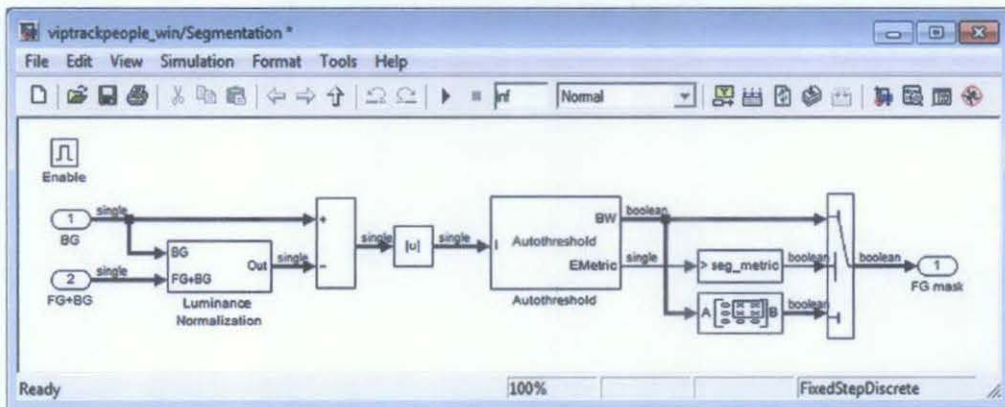 viptrackpeople_win/Segmentation *
File Edit View Simulation Format Tools Help
inf Normal
Enable
1
BG
single
2
FG+BG
single
BG
FG+BG
Out
Luminance
Normalization
single
+
−
single
|u|
single
I
Autothreshold
BW
EMetric
Autothreshold
boolean
single
> seg_metric
boolean
A
B
boolean
boolean
1
FG mask
Ready 100% FixedStepDiscrete